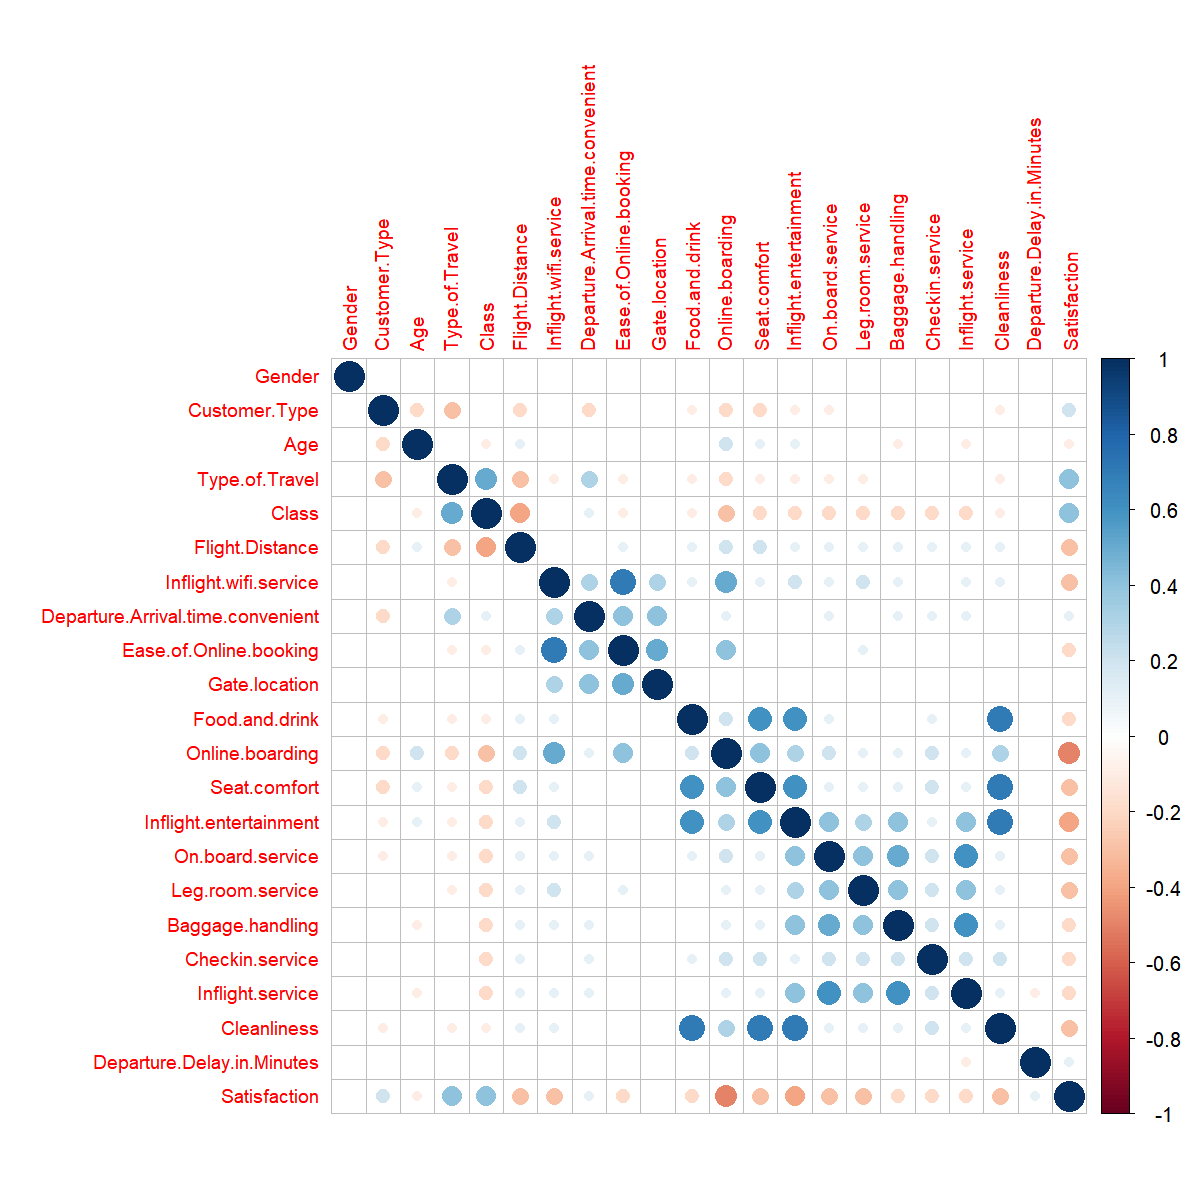 Gender
Customer.Type
Age
Type.of.Travel
Class
Flight.Distance
Inflight.wifi.service
Departure.Arrival.time.convenient
Ease.of.Online.booking
Gate.location
Food.and.drink
Online.boarding
Seat.comfort
Inflight.entertainment
On.board.service
Leg.room.service
Baggage.handling
Checkin.service
Inflight.service
Cleanliness
Departure.Delay.in.Minutes
Satisfaction
Gender
Customer.Type
Age
Type.of.Travel
Class
Flight.Distance
Inflight.wifi.service
Departure.Arrival.time.convenient
Ease.of.Online.booking
Gate.location
Food.and.drink
Online.boarding
Seat.comfort
Inflight.entertainment
On.board.service
Leg.room.service
Baggage.handling
Checkin.service
Inflight.service
Cleanliness
Departure.Delay.in.Minutes
Satisfaction
1
0.8
0.6
0.4
0.2
0
-0.2
-0.4
-0.6
-0.8
-1